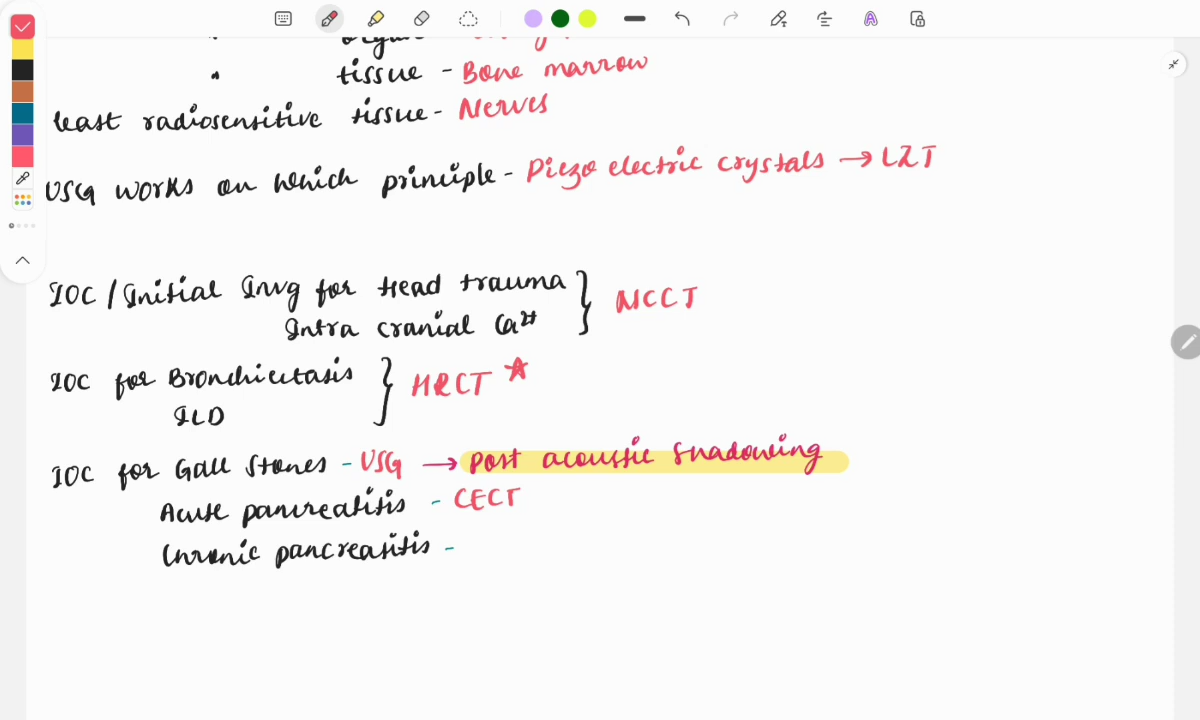 organ -
" tissue - Bone marrow
Least radiosensitive tissue - Nerves
USG works on which principle - Piezo electric crystals → LZT
IOC / Initial Invg for Head trauma } NCCT
Intra cranial Ca2+
IOC for Bronchiectasis } HRCT ☆
ILD
IOC for Gall Stones - USG → Post acoustic Shadowing
Acute pancreatitis - CECT
Chronic pancreatitis -